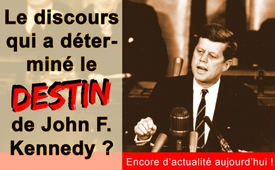 Le discours
qui a déter-
miné le
DESTIN
de John F.
Kennedy ?
Encore d'actualité aujourd'hui !